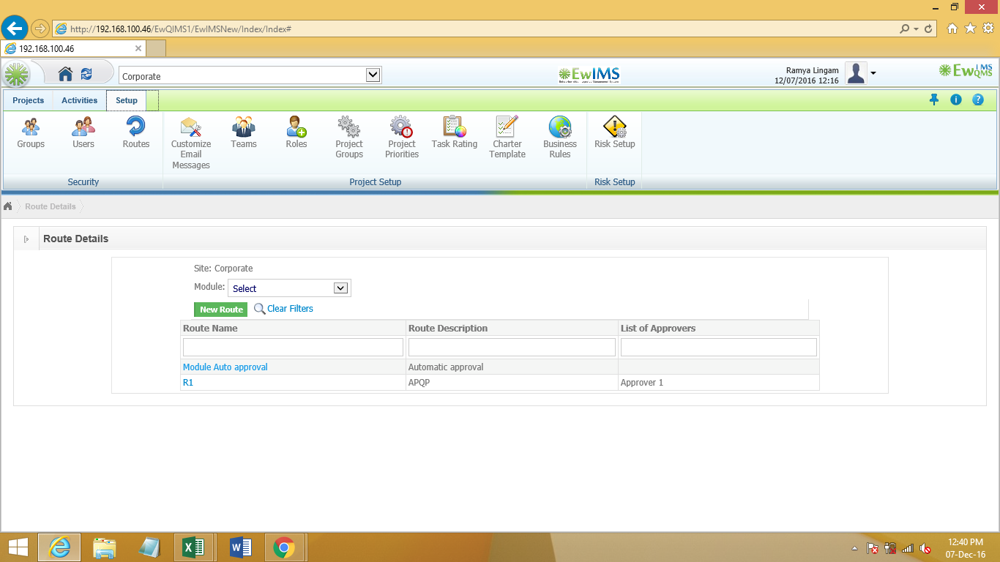 http://192.168.100.46/EwQIMS1/EwIMSNew/Index/Index#
192.168.100.46
Corporate
EwIMS
Ramya Lingam
12/07/2016 12:16
EwQMS IMS
Projects Activities Setup
Groups Users Routes Customize Email Messages Teams Roles Project Groups Project Priorities Task Rating Charter Template Business Rules Risk Setup
Security Project Setup Risk Setup
Route Details
Route Details
Site: Corporate
Module: Select
New Route Clear Filters
Route Name Route Description List of Approvers
Module Auto approval Automatic approval
R1 APQP Approver 1
12:40 PM
07-Dec-16